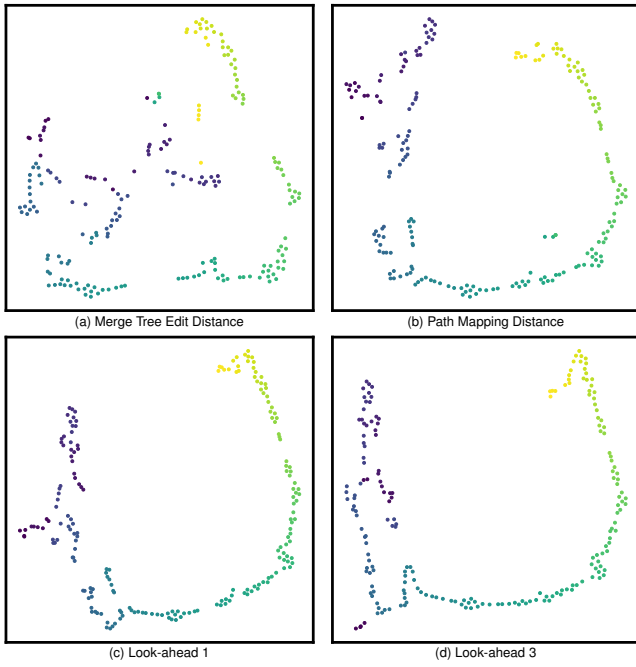 (a) Merge Tree Edit Distance
(b) Path Mapping Distance
(c) Look-ahead 1
(d) Look-ahead 3